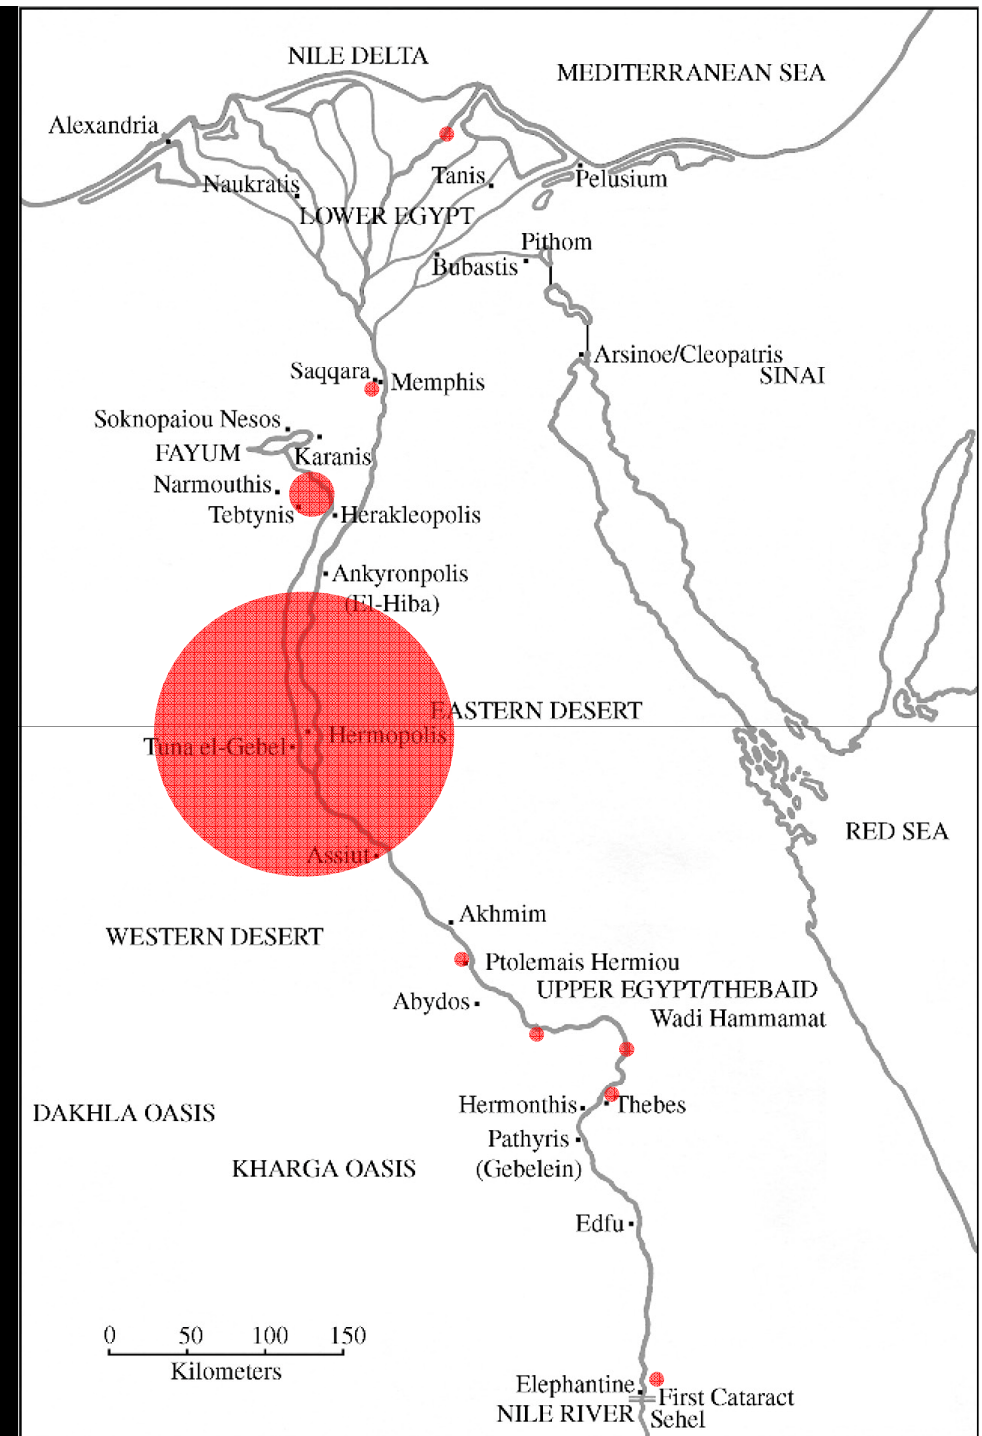 NILE DELTA
MEDITERRANEAN SEA
Alexandria
Naukratis
Tanis
Pelusium
LOWER EGYPT
Pithom
Bubastis
Arsinoe/Cleopatris
SINAI
Saqqara
Memphis
Soknopaiou Nesos
FAYUM
Karanis
Narmouthis
Tebtynis
Herakleopolis
Ankyronpolis
(El-Hiba)
EASTERN DESERT
Hermopolis
Tuna el-Gebel
RED SEA
Assiut
Akhmim
WESTERN DESERT
Ptolemais Hermiou
UPPER EGYPT/THEBAID
Abydos
Wadi Hammamat
DAKHLA OASIS
Hermonthis
Thebes
Pathyris
(Gebelein)
KHARGA OASIS
Edfu
0 50 100 150
Kilometers
Elephantine
First Cataract
NILE RIVER
Sehel